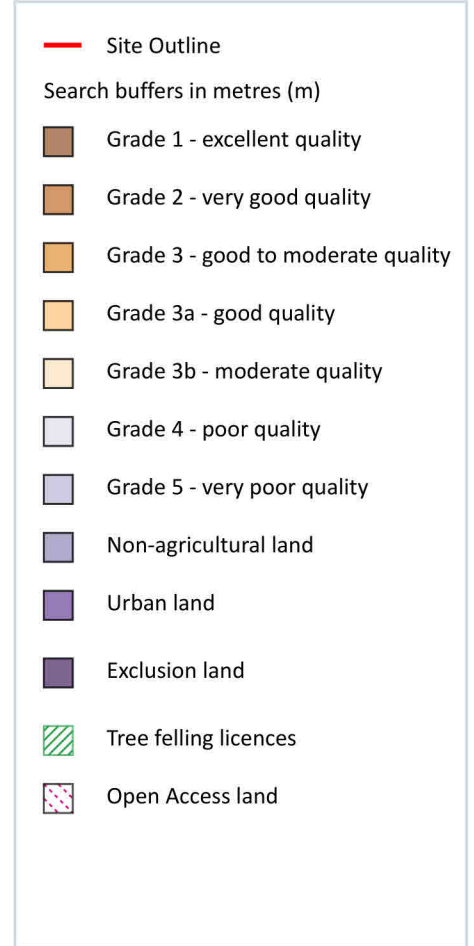 Site Outline
Search buffers in metres (m)
Grade 1 - excellent quality
Grade 2 - very good quality
Grade 3 - good to moderate quality
Grade 3a - good quality
Grade 3b - moderate quality
Grade 4 - poor quality
Grade 5 - very poor quality
Non-agricultural land
Urban land
Exclusion land
Tree felling licences
Open Access land